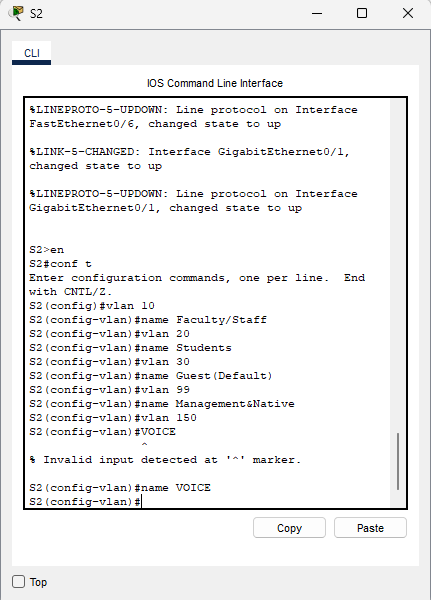 S2
CLI
IOS Command Line Interface
%LINEPROTO-5-UPDOWN: Line protocol on Interface
FastEthernet0/6, changed state to up
%LINK-5-CHANGED: Interface GigabitEthernet0/1,
changed state to up
%LINEPROTO-5-UPDOWN: Line protocol on Interface
GigabitEthernet0/1, changed state to up
S2>en
S2#conf t
Enter configuration commands, one per line.  End
with CNTL/Z.
S2(config)#vlan 10
S2(config-vlan)#name Faculty/Staff
S2(config-vlan)#vlan 20
S2(config-vlan)#name Students
S2(config-vlan)#vlan 30
S2(config-vlan)#name Guest(Default)
S2(config-vlan)#vlan 99
S2(config-vlan)#name Management&Native
S2(config-vlan)#vlan 150
S2(config-vlan)#VOICE
^
% Invalid input detected at '^' marker.
S2(config-vlan)#name VOICE
S2(config-vlan)#
Copy
Paste
Top